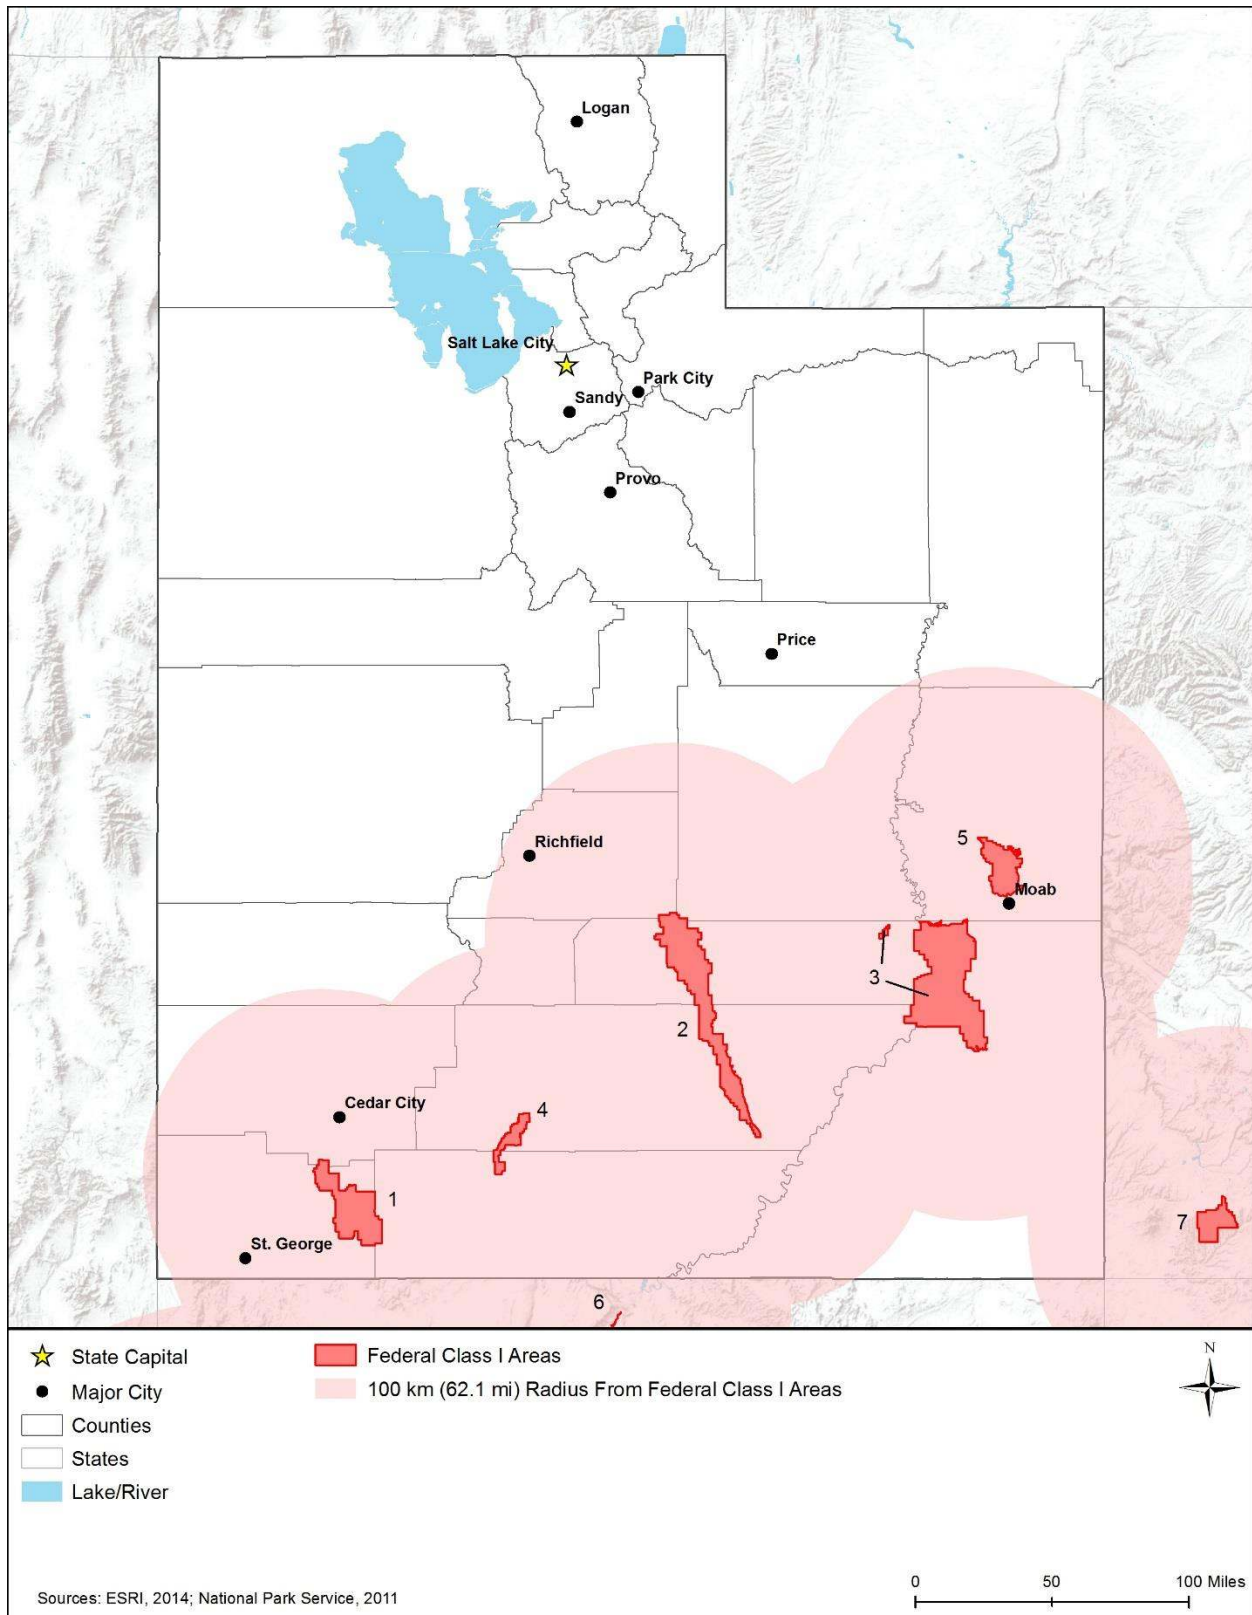 Logan
Salt Lake City
Park City
Sandy
Provo
Price
Richfield
5
Moab
3
2
Cedar City
4
1
7
St. George
6
State Capital
Federal Class I Areas
N
Major City
100 km (62.1 mi) Radius From Federal Class I Areas
Counties
States
Lake/River
Sources: ESRI, 2014; National Park Service, 2011
0 50 100 Miles